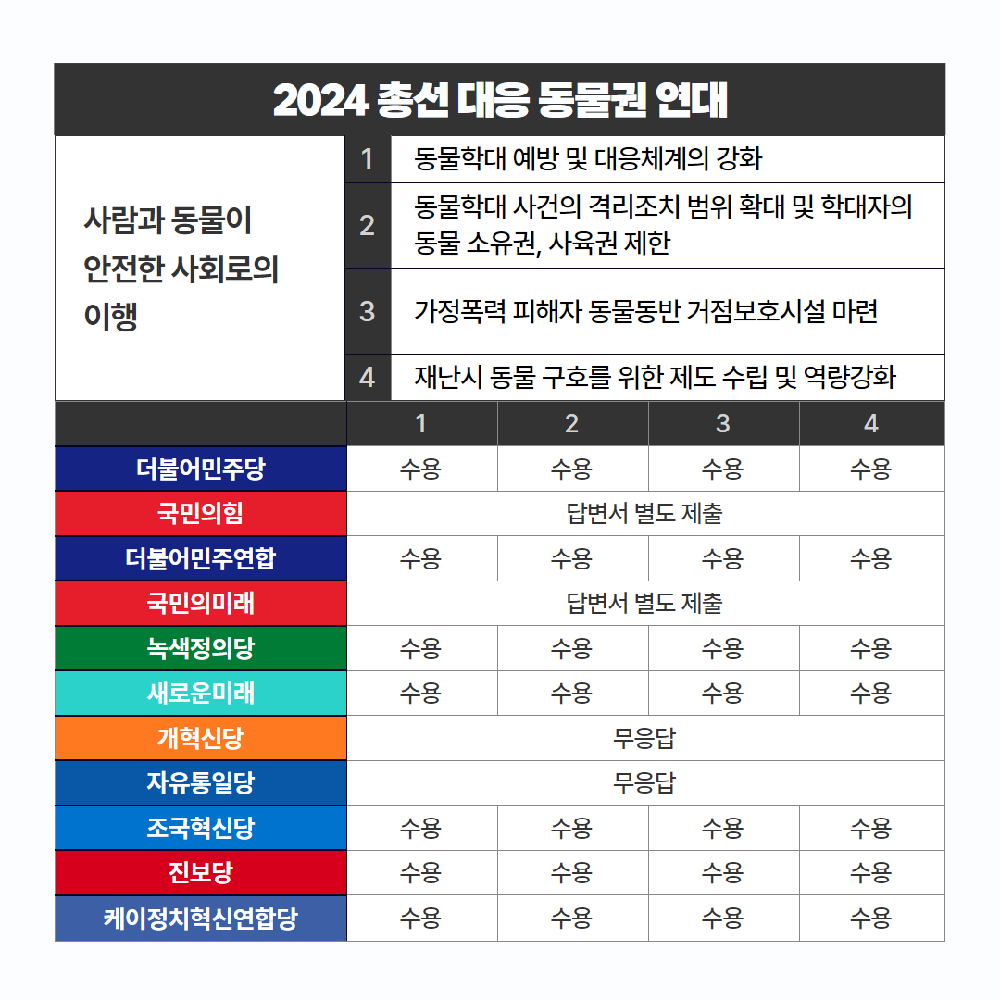 2024 총선 대응 동물권 연대
사람과 동물이
안전한 사회로의
이행
1 동물학대 예방 및 대응체계의 강화
2 동물학대 사건의 격리조치 범위 확대 및 학대자의
동물 소유권, 사육권 제한
3 가정폭력 피해자 동물동반 거점보호시설 마련
4 재난시 동물 구호를 위한 제도 수립 및 역량강화
1 2 3 4
더불어민주당 수용 수용 수용 수용
국민의힘 답변서 별도 제출
더불어민주연합 수용 수용 수용 수용
국민의미래 답변서 별도 제출
녹색정의당 수용 수용 수용 수용
새로운미래 수용 수용 수용 수용
개혁신당 무응답
자유통일당 무응답
조국혁신당 수용 수용 수용 수용
진보당 수용 수용 수용 수용
케이정치혁신연합당 수용 수용 수용 수용